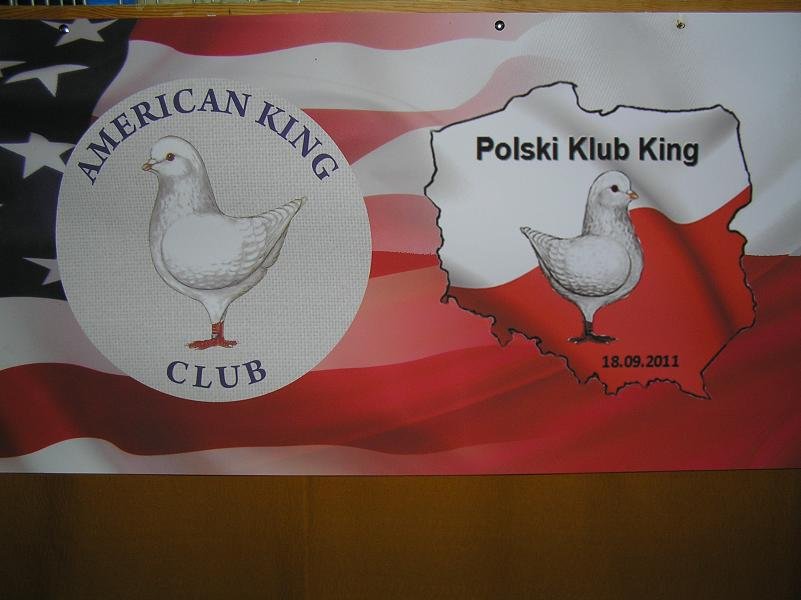 AMERICAN KING
CLUB
Polski Klub King
18.09.2011